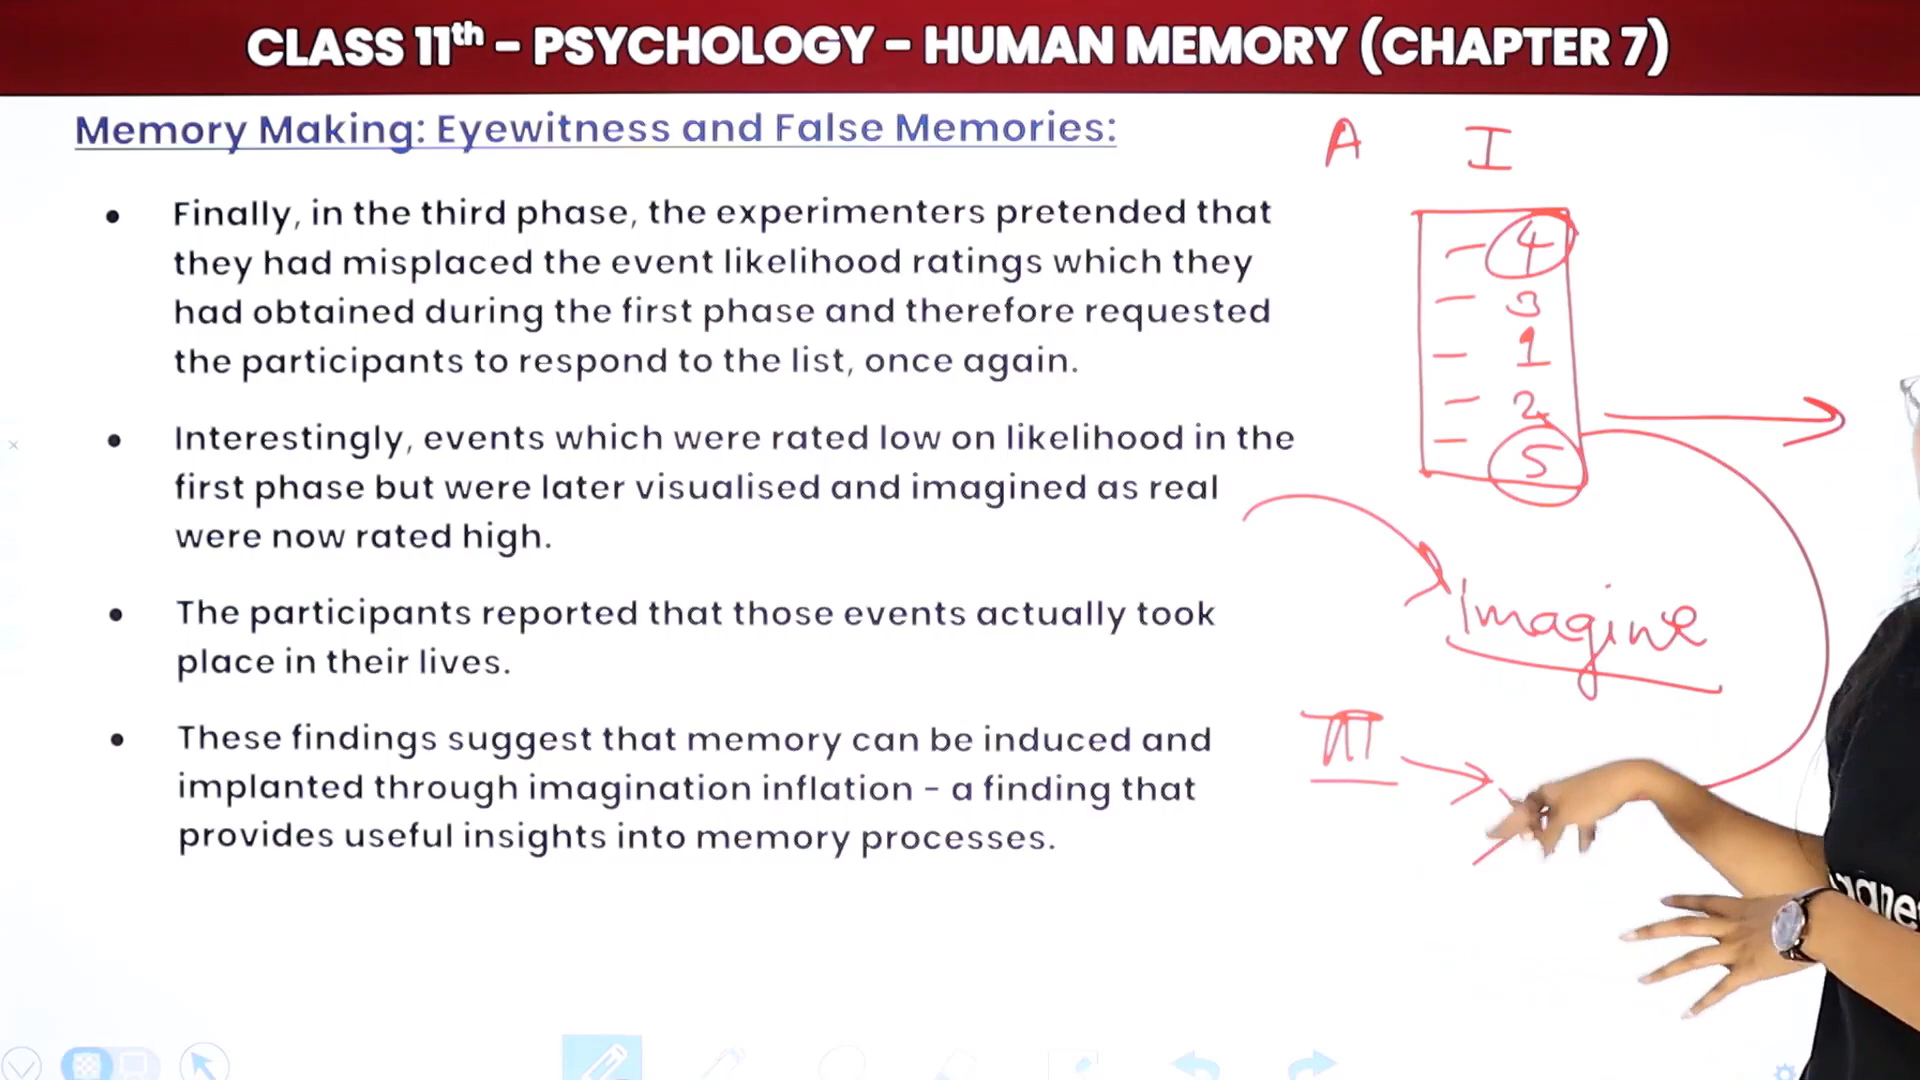 CLASS 11th - PSYCHOLOGY - HUMAN MEMORY (CHAPTER 7)
Memory Making: Eyewitness and False Memories:
• Finally, in the third phase, the experimenters pretended that
they had misplaced the event likelihood ratings which they
had obtained during the first phase and therefore requested
the participants to respond to the list, once again.
• Interestingly, events which were rated low on likelihood in the
first phase but were later visualised and imagined as real
were now rated high.
• The participants reported that those events actually took
place in their lives.
• These findings suggest that memory can be induced and
implanted through imagination inflation - a finding that
provides useful insights into memory processes.
A I
- 4
- 3
- 1
- 2
- 5
Imagine
III